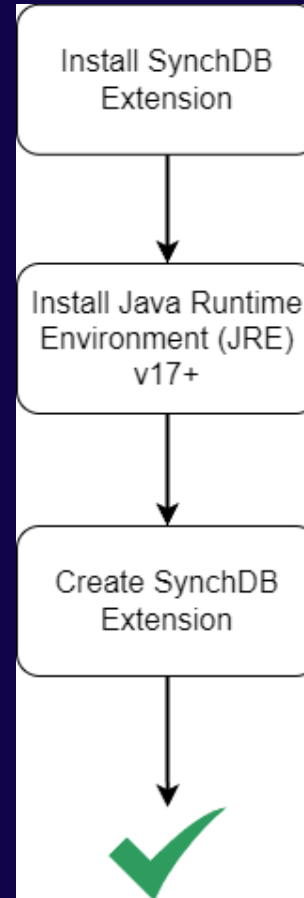 Install SynchDB
Extension
Install Java Runtime
Environment (JRE)
v17+
Create SynchDB
Extension